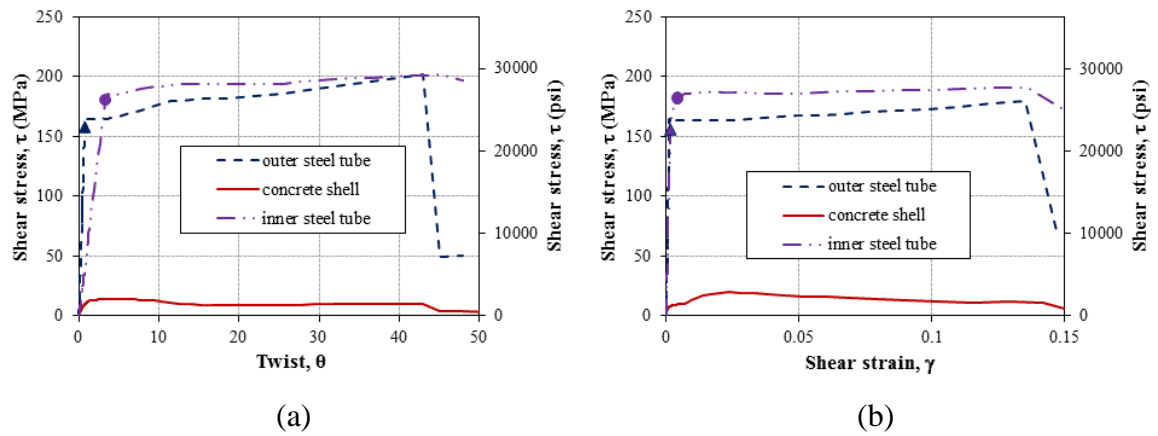 250
200
150
100
50
0
Shear stress, τ (MPa)
30000
20000
10000
0
Shear stress, τ (psi)
outer steel tube
concrete shell
inner steel tube
0 10 20 30 40 50
Twist, θ
(a)
250
200
150
100
50
0
Shear stress, τ (MPa)
30000
20000
10000
0
Shear stress, τ (psi)
outer steel tube
concrete shell
inner steel tube
0 0.05 0.1 0.15
Shear strain, γ
(b)